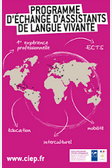 PROGRAMME
D'ÉCHANGE D'ASSISTANTS
DE LANGUE VIVANTE
1re expérience
professionnelle
ECTS
éducation
mobilité
interculturel
www.ciep.fr